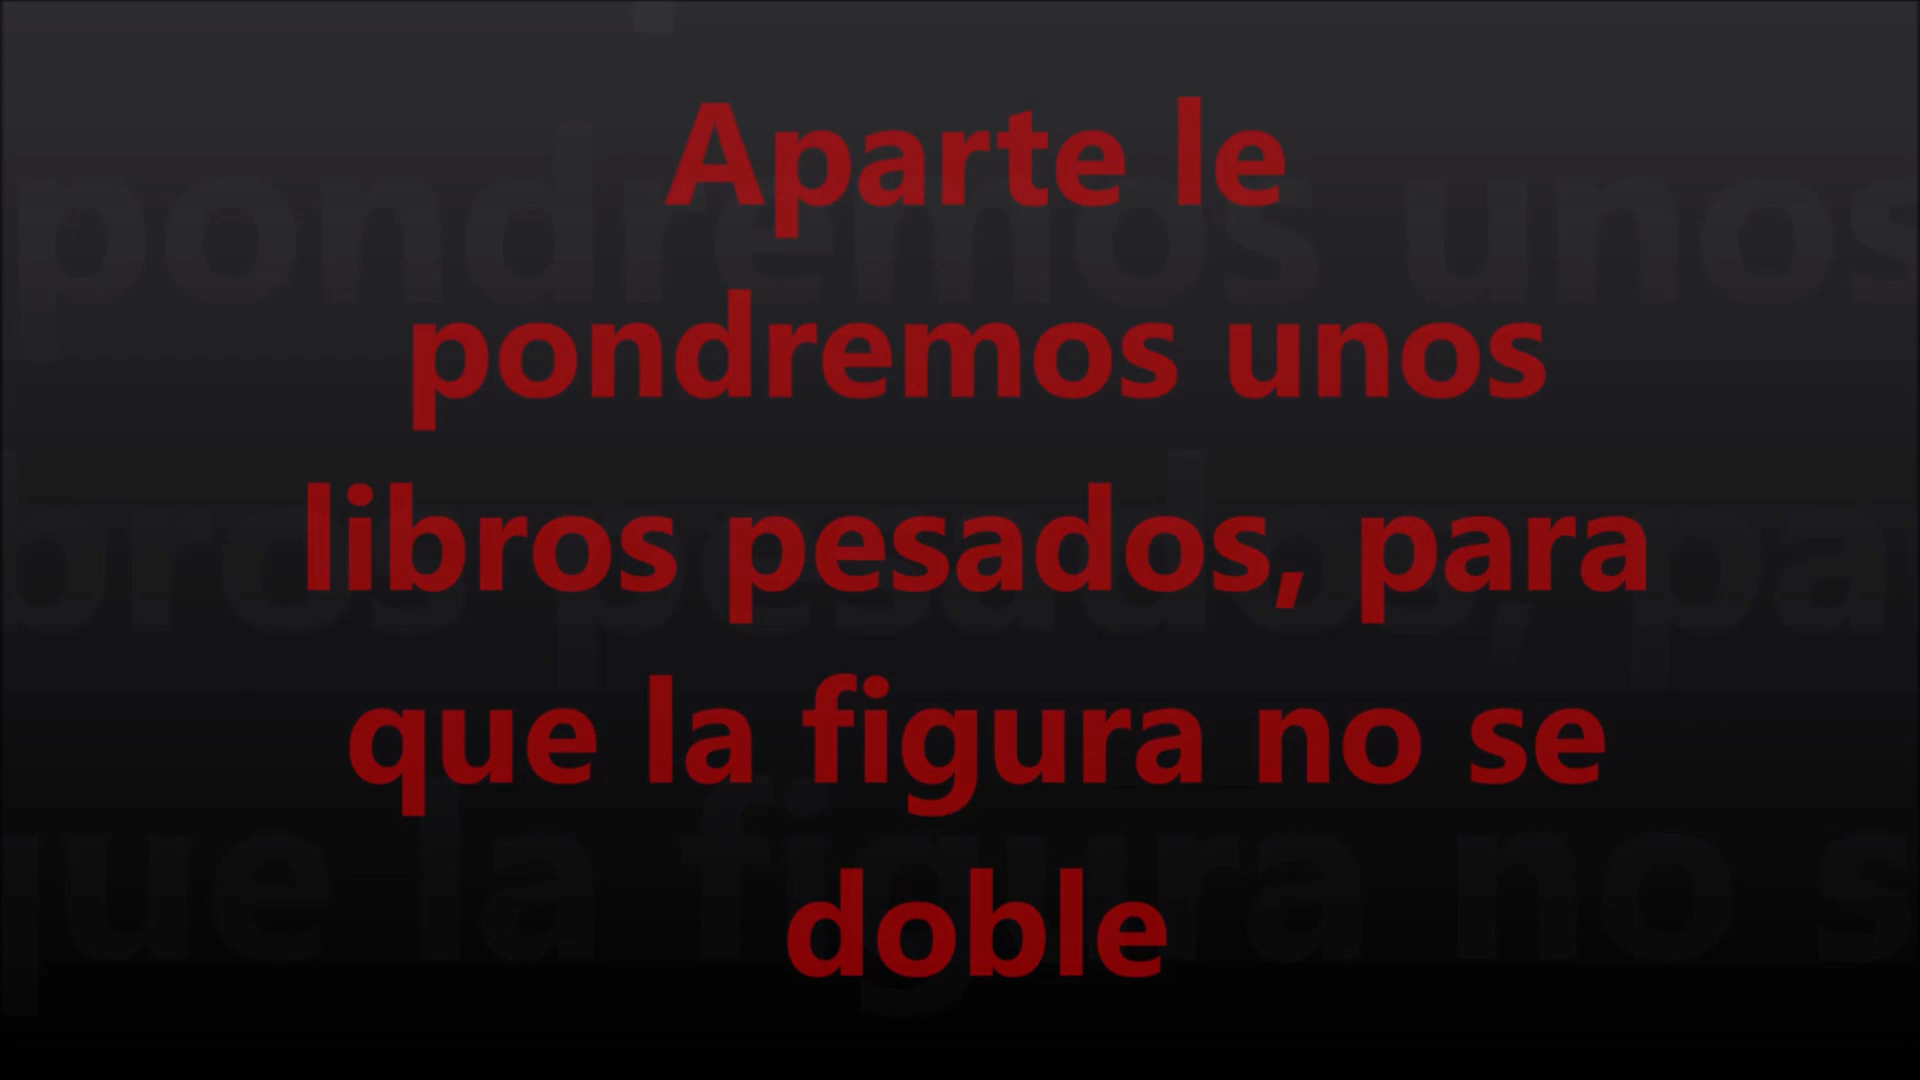 Aparte le
pondremos unos
libros pesados, para
que la figura no se
doble